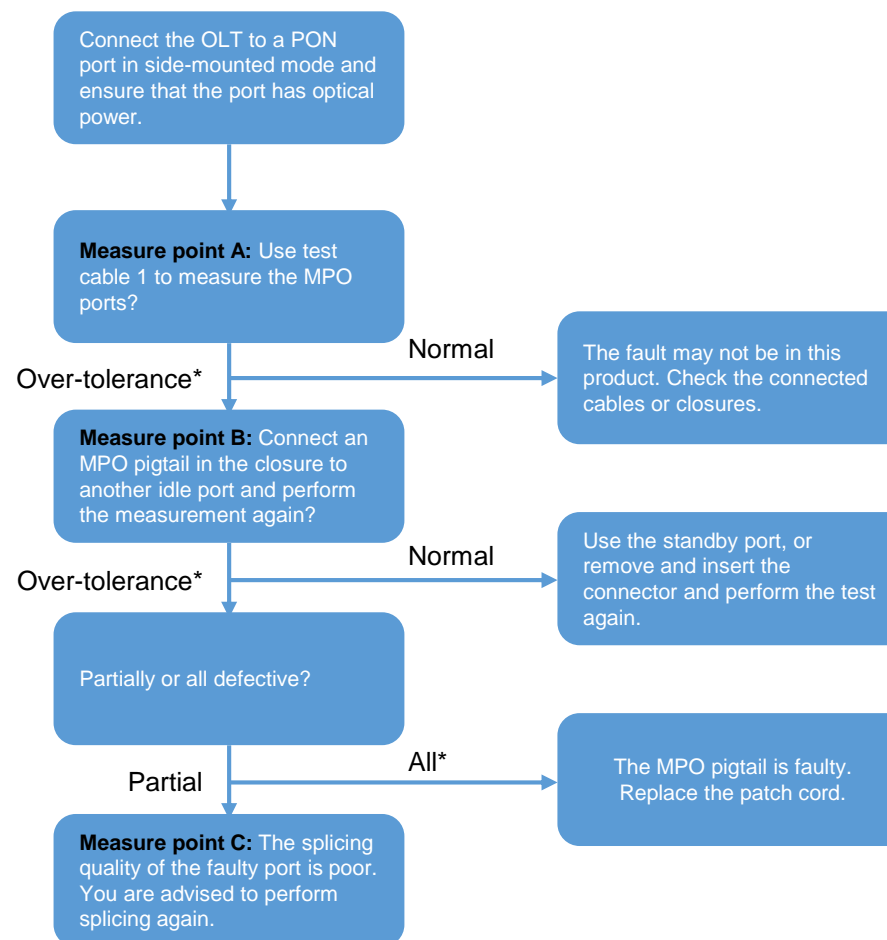 Connect the OLT to a PON
port in side-mounted mode and
ensure that the port has optical
power.
Measure point A: Use test
cable 1 to measure the MPO
ports?
Normal
Over-tolerance*
The fault may not be in this
product. Check the connected
cables or closures.
Measure point B: Connect an
MPO pigtail in the closure to
another idle port and perform
the measurement again?
Normal
Over-tolerance*
Use the standby port, or
remove and insert the
connector and perform the test
again.
Partially or all defective?
All*
Partial
The MPO pigtail is faulty.
Replace the patch cord.
Measure point C: The splicing
quality of the faulty port is poor.
You are advised to perform
splicing again.